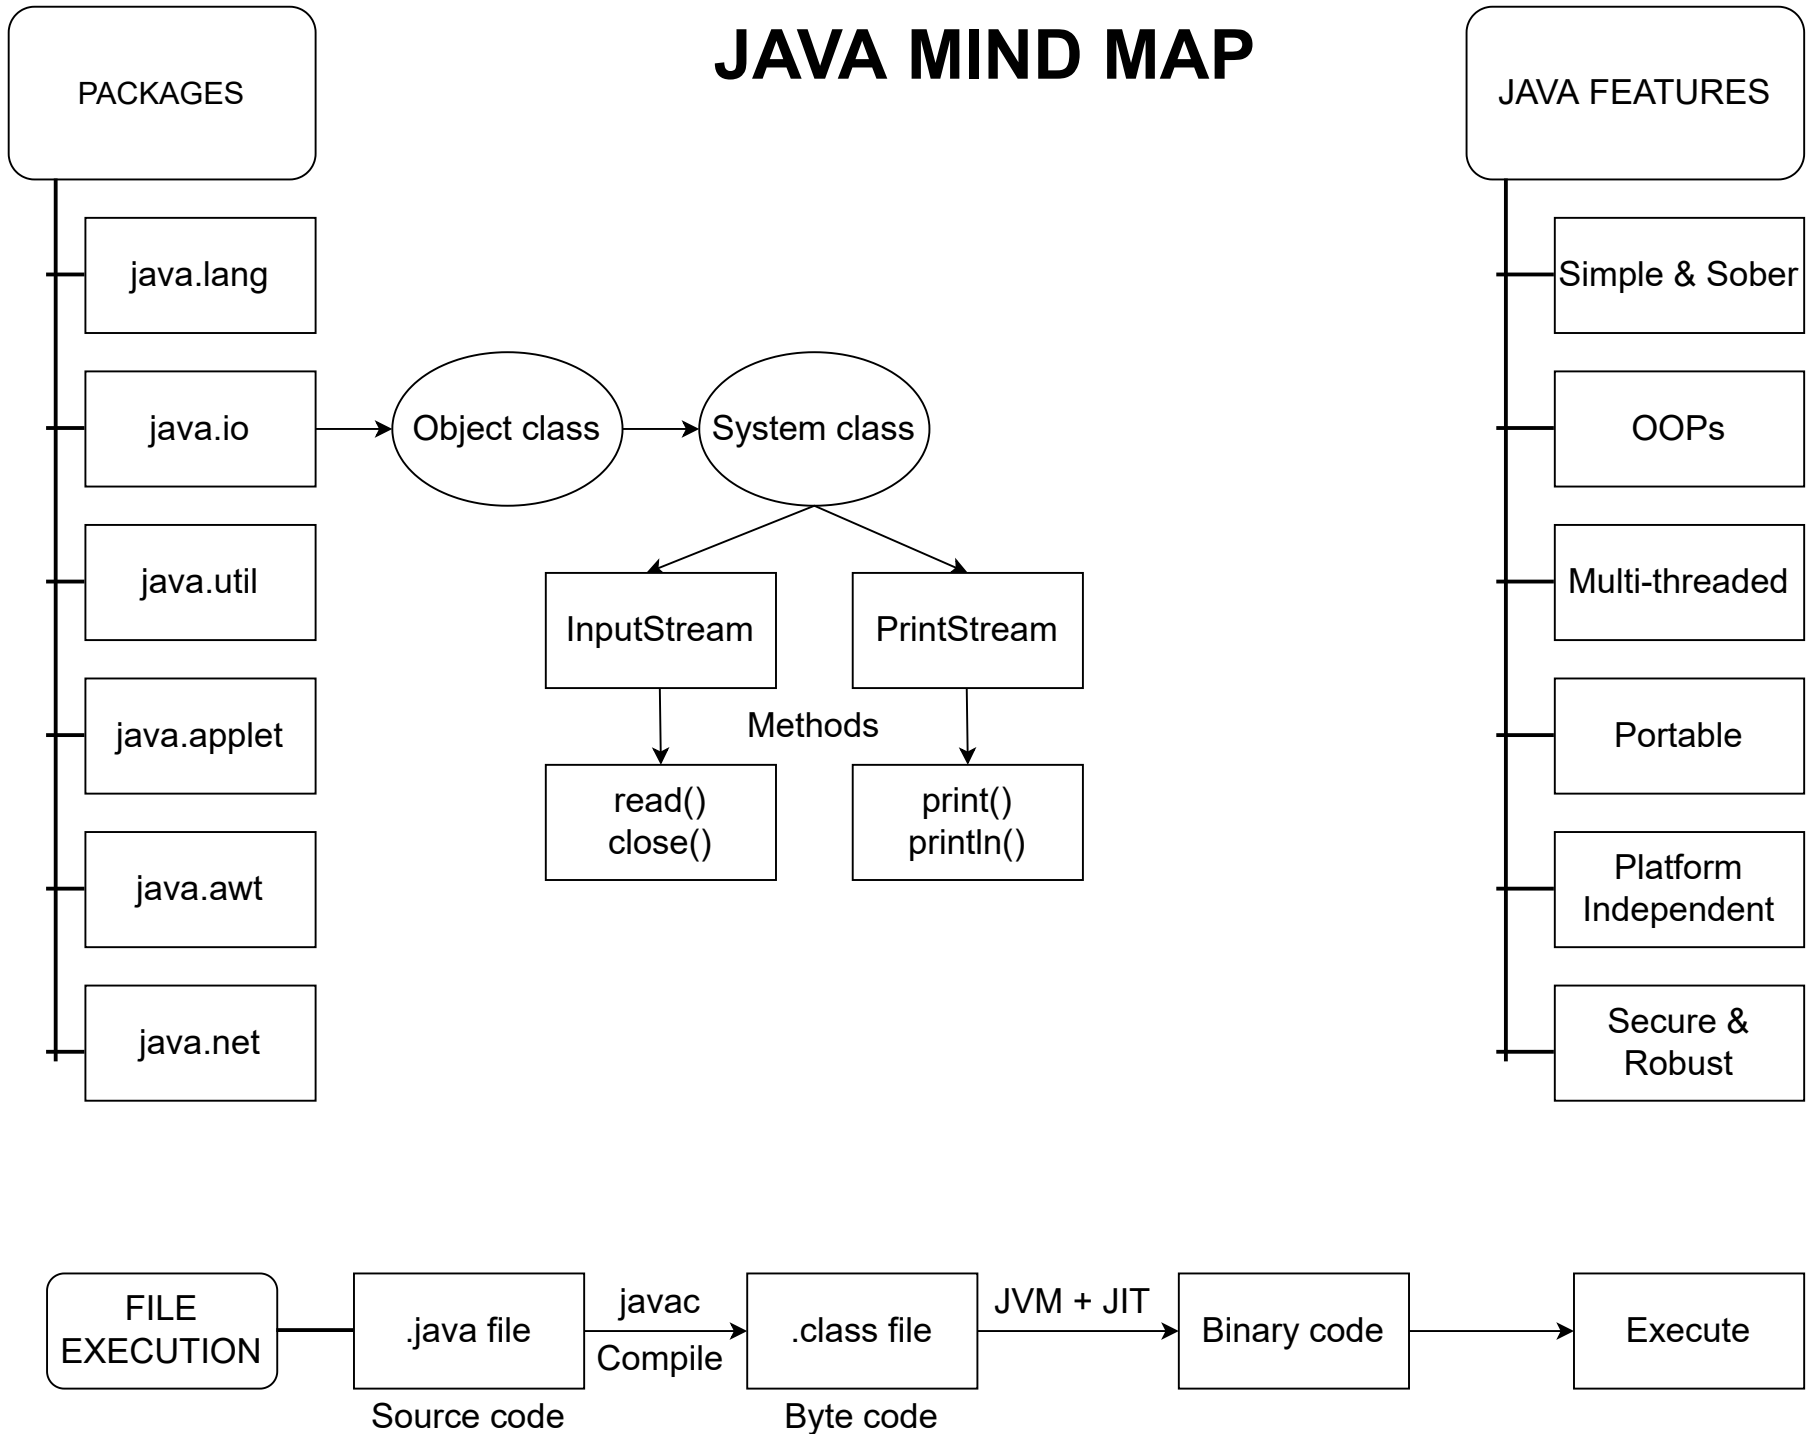 JAVA MIND MAP
PACKAGES
java.lang
java.io
java.util
java.applet
java.awt
java.net
Object class
System class
InputStream
PrintStream
Methods
read()
close()
print()
println()
JAVA FEATURES
Simple & Sober
OOPs
Multi-threaded
Portable
Platform
Independent
Secure &
Robust
FILE
EXECUTION
.java file
Source code
javac
Compile
.class file
Byte code
JVM + JIT
Binary code
Execute